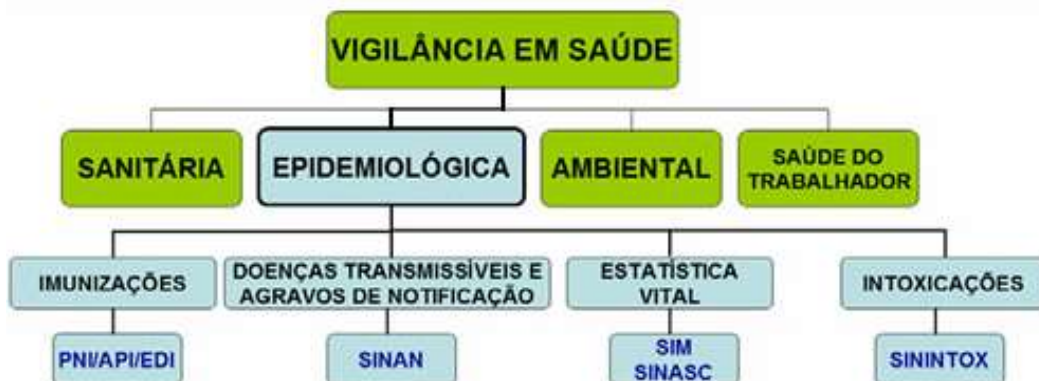 VIGILÂNCIA EM SAÚDE
SANITÁRIA
EPIDEMIOLÓGICA
AMBIENTAL
SAÚDE DO
TRABALHADOR
IMUNIZAÇÕES
DOENÇAS TRANSMISSÍVEIS E
AGRAVOS DE NOTIFICAÇÃO
ESTATÍSTICA
VITAL
INTOXICAÇÕES
PNI/API/EDI
SINAN
SIM
SINASC
SININTOX